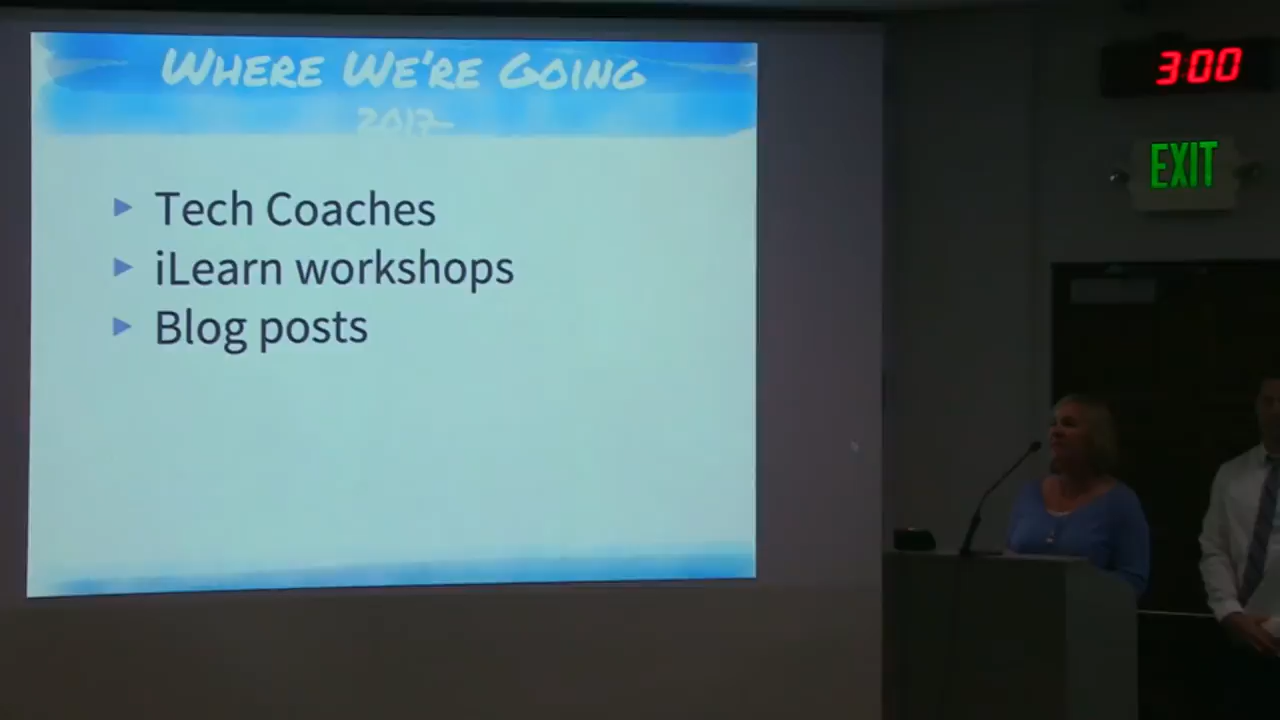 Where We're Going
2017
Tech Coaches
iLearn workshops
Blog posts
3:00
EXIT